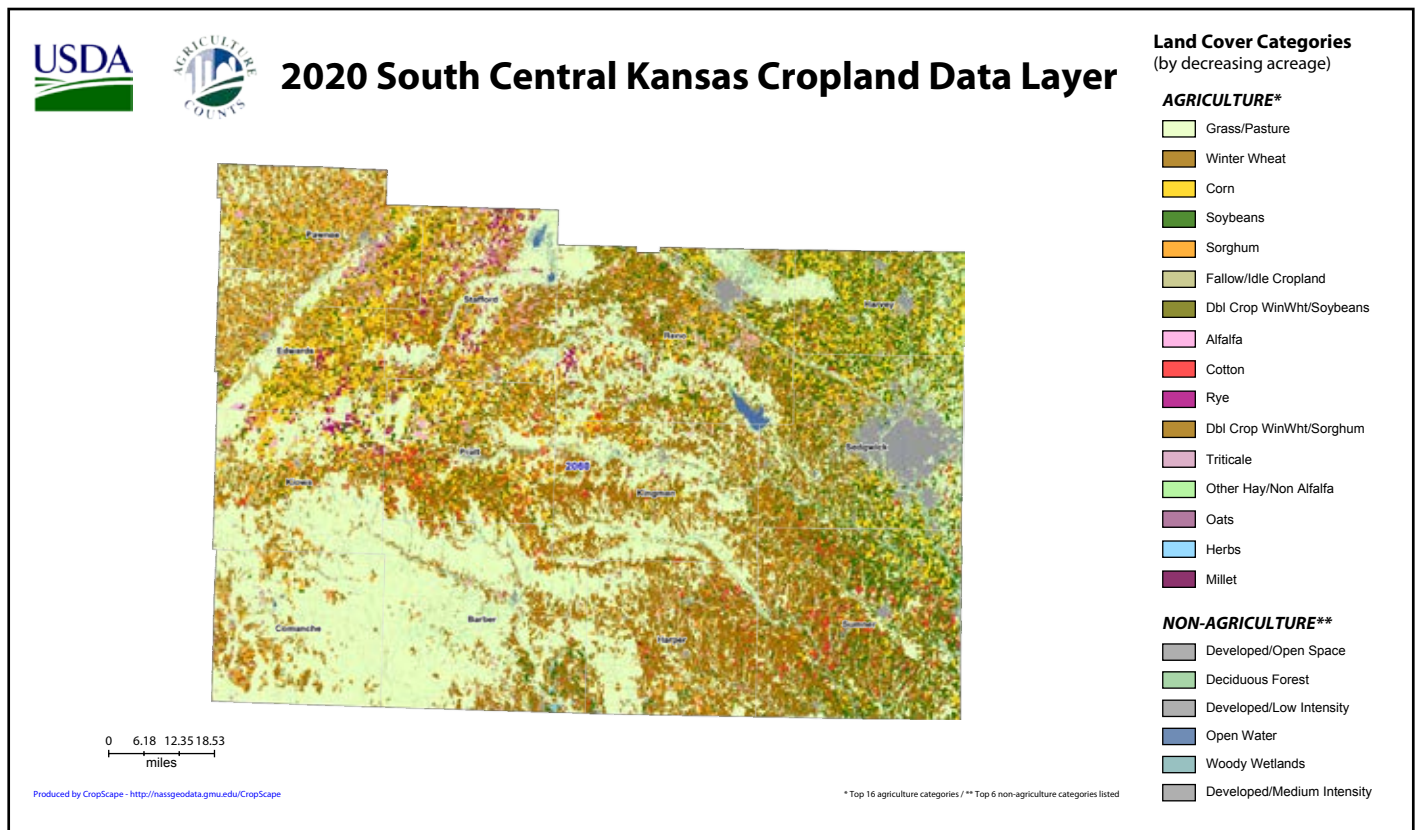 USDA
AGRICULTURE
COUNTS
2020 South Central Kansas Cropland Data Layer
Land Cover Categories
(by decreasing acreage)
AGRICULTURE*
Grass/Pasture
Winter Wheat
Corn
Soybeans
Sorghum
Fallow/Idle Cropland
Dbl Crop WinWht/Soybeans
Alfalfa
Cotton
Rye
Dbl Crop WinWht/Sorghum
Triticale
Other Hay/Non Alfalfa
Oats
Herbs
Millet
NON-AGRICULTURE**
Developed/Open Space
Deciduous Forest
Developed/Low Intensity
Open Water
Woody Wetlands
Developed/Medium Intensity
Pawnee
Stafford
Harvey
Reno
Edwards
Sedgwick
Pratt
2060
Kiowa
Kingman
Comanche
Barber
Harper
Sumner
0 6.18 12.35 18.53
miles
Produced by CropScape - http://nassgeodata.gmu.edu/CropScape
* Top 16 agriculture categories / ** Top 6 non-agriculture categories listed